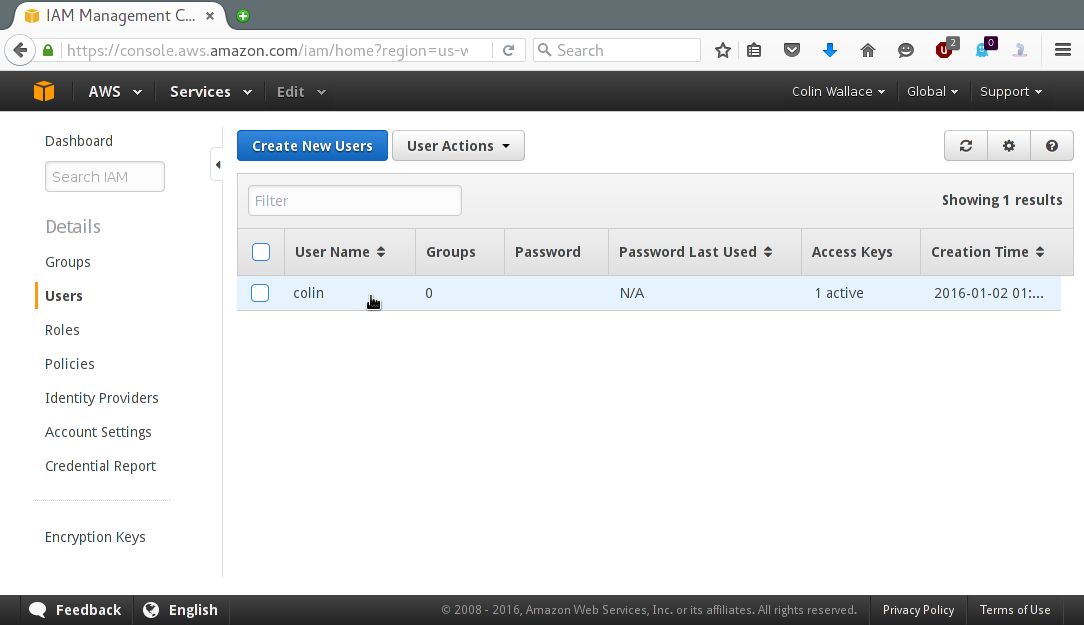 IAM Management C...
https://console.aws.amazon.com/iam/home?region=us-w
Search
2
0
AWS Services Edit Colin Wallace Global Support
Dashboard
Search IAM
Details
Groups
Users
Roles
Policies
Identity Providers
Account Settings
Credential Report
Encryption Keys
Create New Users User Actions
Filter Showing 1 results
User Name Groups Password Password Last Used Access Keys Creation Time
colin 0 N/A 1 active 2016-01-02 01:...
Feedback English © 2008 - 2016, Amazon Web Services, Inc. or its affiliates. All rights reserved. Privacy Policy Terms of Use